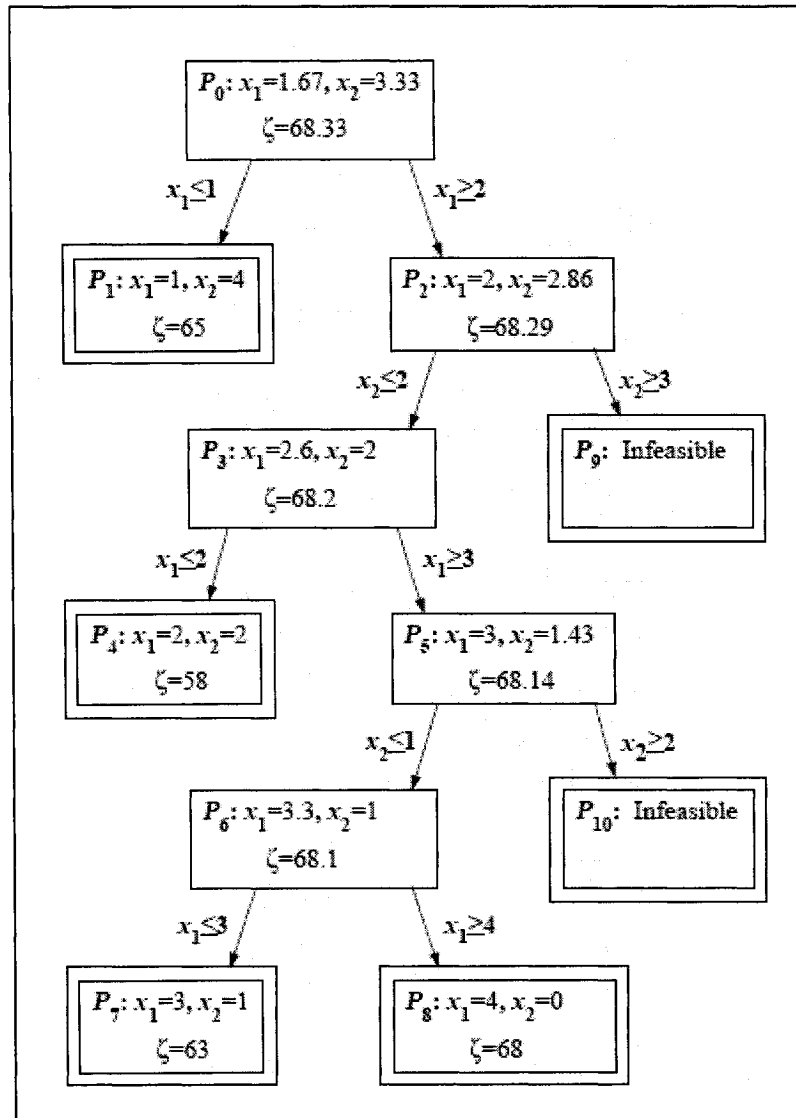 P₀: x₁=1.67, x₂=3.33
ζ=68.33
x₁≤1
x₁≥2
P₁: x₁=1, x₂=4
ζ=65
P₂: x₁=2, x₂=2.86
ζ=68.29
x₂≤2
x₂≥3
P₃: x₁=2.6, x₂=2
ζ=68.2
P₉: Infeasible
x₁≤2
x₁≥3
P₄: x₁=2, x₂=2
ζ=58
P₅: x₁=3, x₂=1.43
ζ=68.14
x₂≤1
x₂≥2
P₆: x₁=3.3, x₂=1
ζ=68.1
P₁₀: Infeasible
x₁≤3
x₁≥4
P₇: x₁=3, x₂=1
ζ=63
P₈: x₁=4, x₂=0
ζ=68